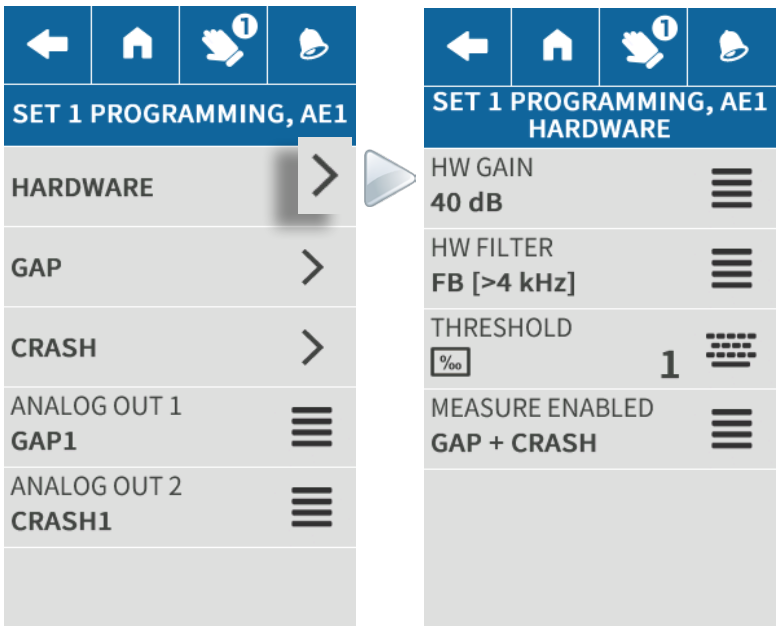 1
SET 1 PROGRAMMING, AE1
HARDWARE
GAP
CRASH
ANALOG OUT 1
GAP1
ANALOG OUT 2
CRASH1
1
SET 1 PROGRAMMING, AE1
HARDWARE
HW GAIN
40 dB
HW FILTER
FB [>4 kHz]
THRESHOLD
‰ 1
MEASURE ENABLED
GAP + CRASH